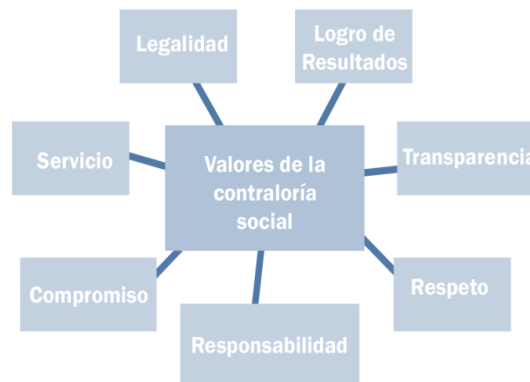 Legalidad
Logro de
Resultados
Servicio
Valores de la
contraloría
social
Transparencia
Compromiso
Respeto
Responsabilidad